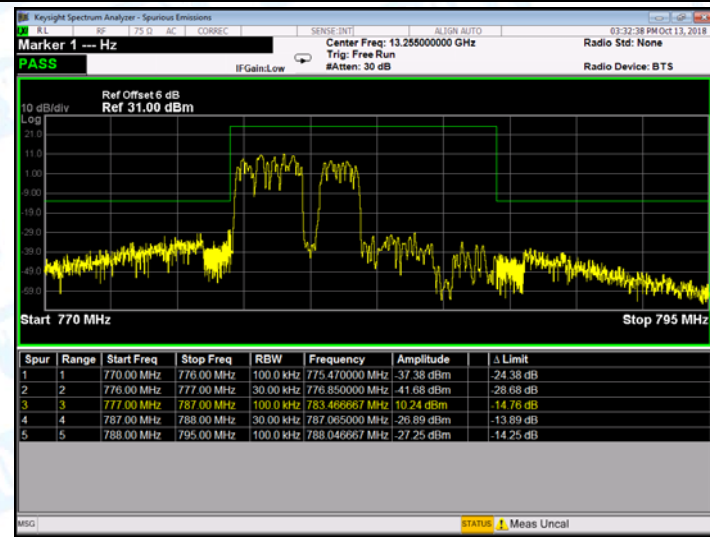 Keysight Spectrum Analyzer - Spurious Emissions
RL RF 75 Ω AC CORREC SENSE:INT ALIGN AUTO 03:32:38 PM Oct 13, 2018
Marker 1 --- Hz Center Freq: 13.255000000 GHz Radio Std: None
Trig: Free Run
PASS IFGain:Low #Atten: 30 dB Radio Device: BTS
Ref Offset 6 dB
10 dB/div Ref 31.00 dBm
Log
21.0
11.0
1.00
-9.00
-19.0
-29.0
-39.0
-49.0
-59.0
Start 770 MHz Stop 795 MHz
Spur Range Start Freq Stop Freq RBW Frequency Amplitude Δ Limit
1 1 770.00 MHz 776.00 MHz 100.0 kHz 775.470000 MHz -37.38 dBm -24.38 dB
2 2 776.00 MHz 777.00 MHz 30.00 kHz 776.850000 MHz -41.68 dBm -28.68 dB
3 3 777.00 MHz 787.00 MHz 100.0 kHz 783.466667 MHz 10.24 dBm -14.76 dB
4 4 787.00 MHz 788.00 MHz 30.00 kHz 787.065000 MHz -26.89 dBm -13.89 dB
5 5 788.00 MHz 795.00 MHz 100.0 kHz 788.046667 MHz -27.25 dBm -14.25 dB
MSG STATUS Meas Uncal